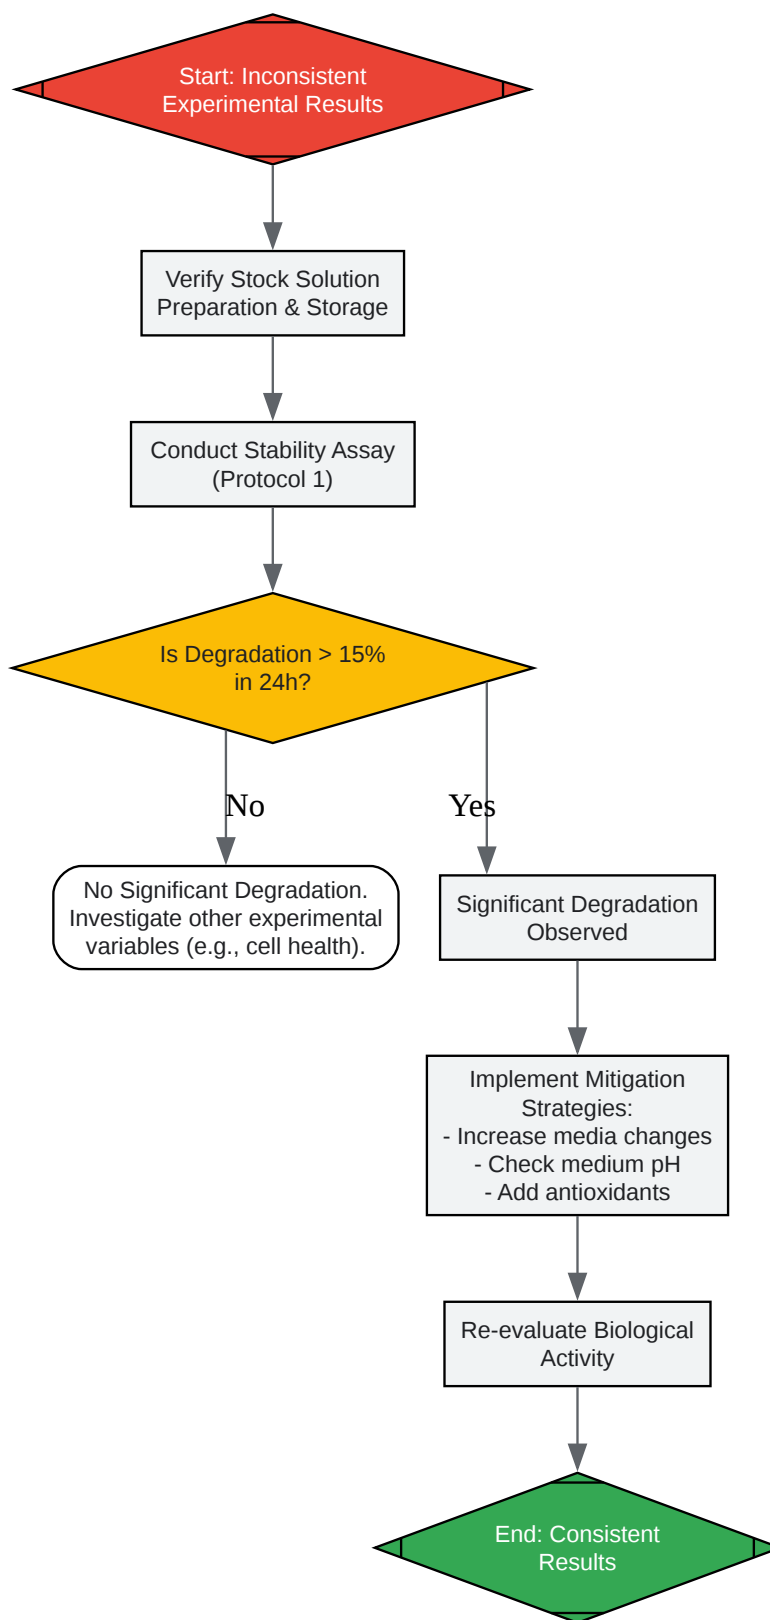 Start: Inconsistent
Experimental Results
Verify Stock Solution
Preparation & Storage
Conduct Stability Assay
(Protocol 1)
Is Degradation > 15%
in 24h?
No
Yes
No Significant Degradation.
Investigate other experimental
variables (e.g., cell health).
Significant Degradation
Observed
Implement Mitigation
Strategies:
- Increase media changes
- Check medium pH
- Add antioxidants
Re-evaluate Biological
Activity
End: Consistent
Results